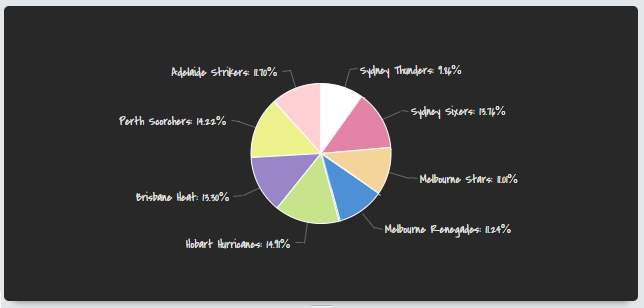 Adelaide Strikers: 11.70%
Sydney Thunders: 9.86%
Sydney Sixers: 13.76%
Perth Scorchers: 14.22%
Melbourne Stars: 11.01%
Brisbane Heat: 13.30%
Melbourne Renegades: 11.24%
Hobart Hurricanes: 14.91%